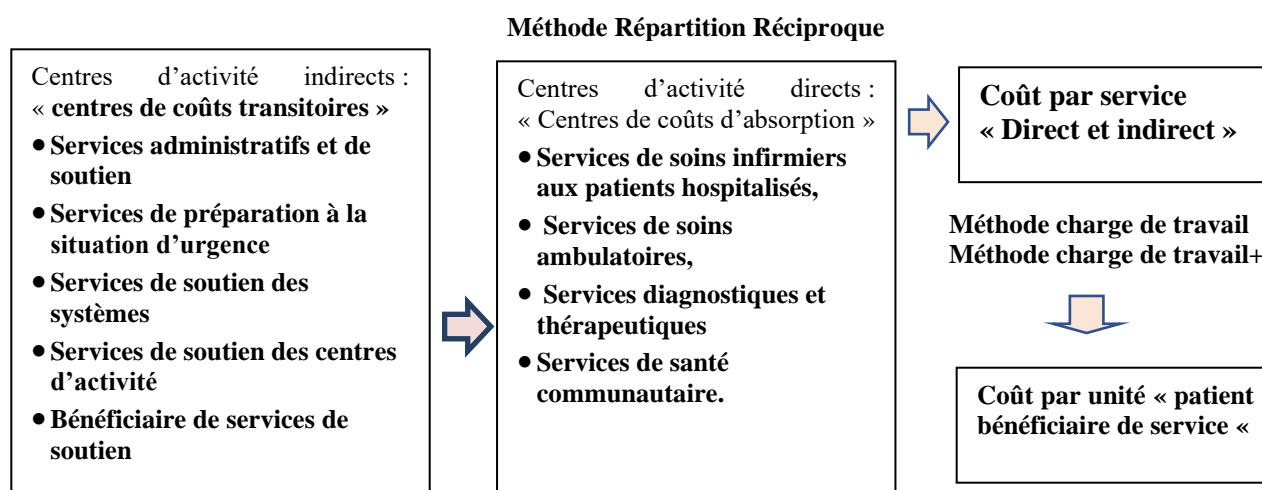 Méthode Répartition Réciproque
Centres d’activité indirects :
« centres de coûts transitoires »
• Services administratifs et de
soutien
• Services de préparation à la
situation d’urgence
• Services de soutien des
systèmes
• Services de soutien des centres
d’activité
• Bénéficiaire de services de
soutien
Centres d’activité directs :
« Centres de coûts d’absorption »
• Services de soins infirmiers
aux patients hospitalisés,
• Services de soins
ambulatoires,
• Services diagnostiques et
thérapeutiques
• Services de santé
communautaire.
Coût par service
« Direct et indirect »
Méthode charge de travail
Méthode charge de travail+
Coût par unité « patient
bénéficiaire de service «